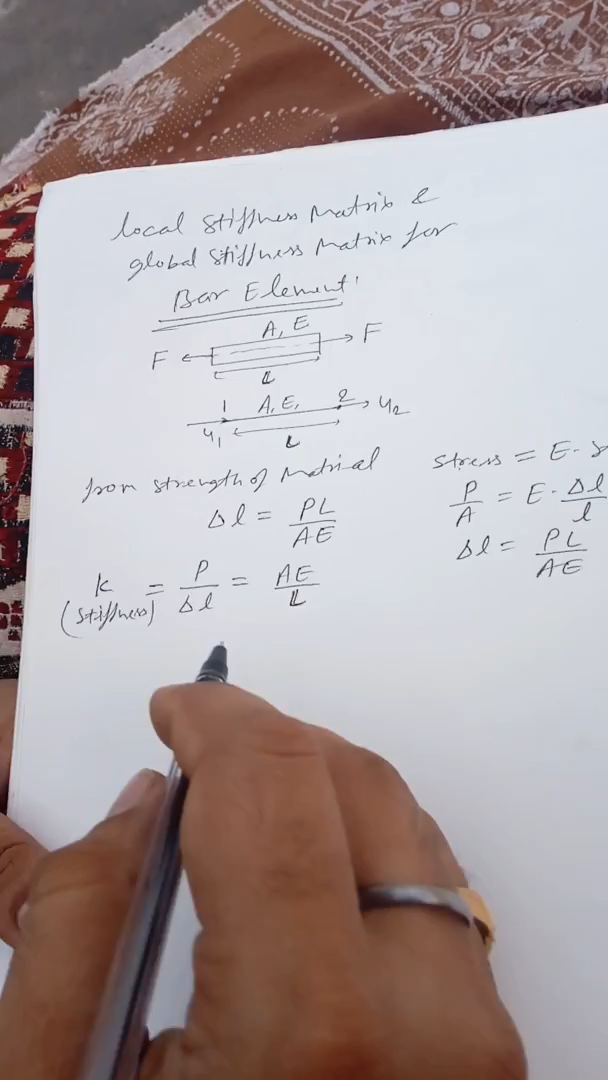 local Stiffness Matrix &
global Stiffness Matrix for
Bar Element
A, E
F F
L
1 A, E, 2
u1 L u2
from strength of Matrial
Δl = PL/AE
k = P/Δl = AE/L
(Stiffness)
stress = E.
P/A = E. Δl/l
Δl = PL/AE